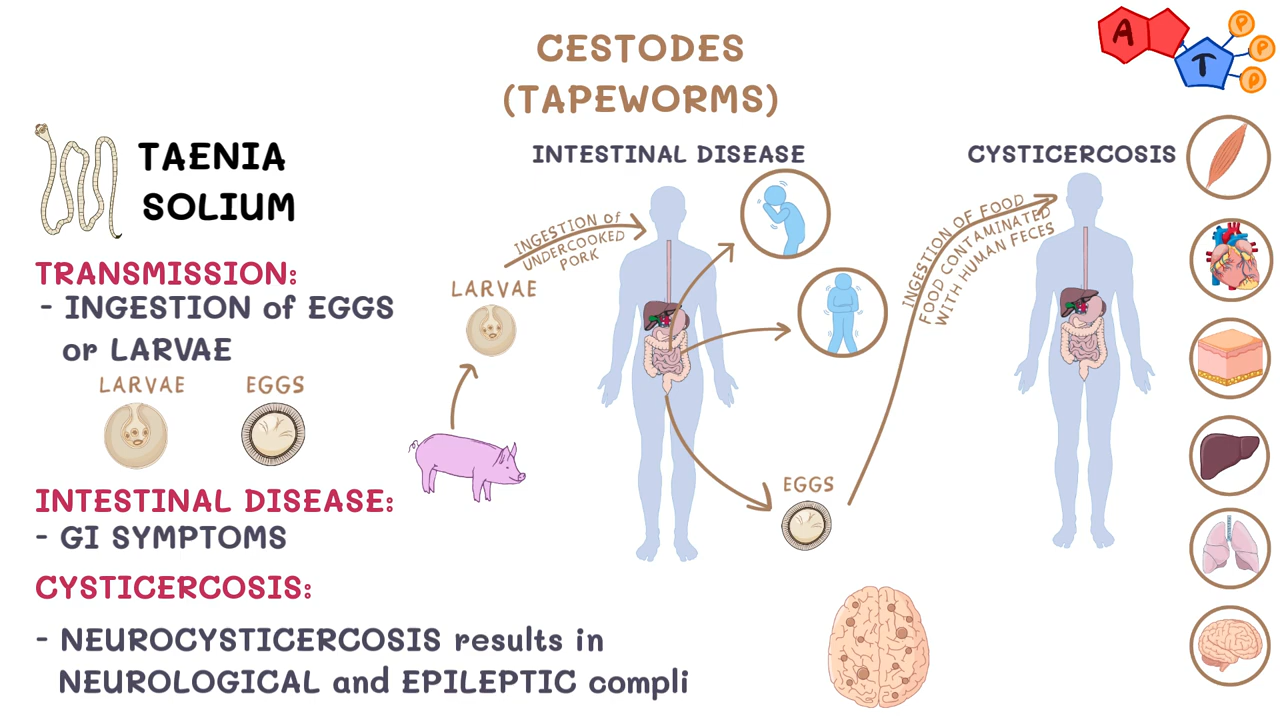 CESTODES
(TAPEWORMS)
A
T
P
P
P
TAENIA
SOLIUM
TRANSMISSION:
- INGESTION of EGGS
or LARVAE
LARVAE
EGGS
INTESTINAL DISEASE:
- GI SYMPTOMS
CYSTICERCOSIS:
- NEUROCYSTICERCOSIS results in
NEUROLOGICAL and EPILEPTIC compli
INTESTINAL DISEASE
LARVAE
INGESTION of
UNDERCOOKED
PORK
EGGS
CYSTICERCOSIS
INGESTION OF FOOD
FOOD CONTAMINATED
WITH HUMAN FECES